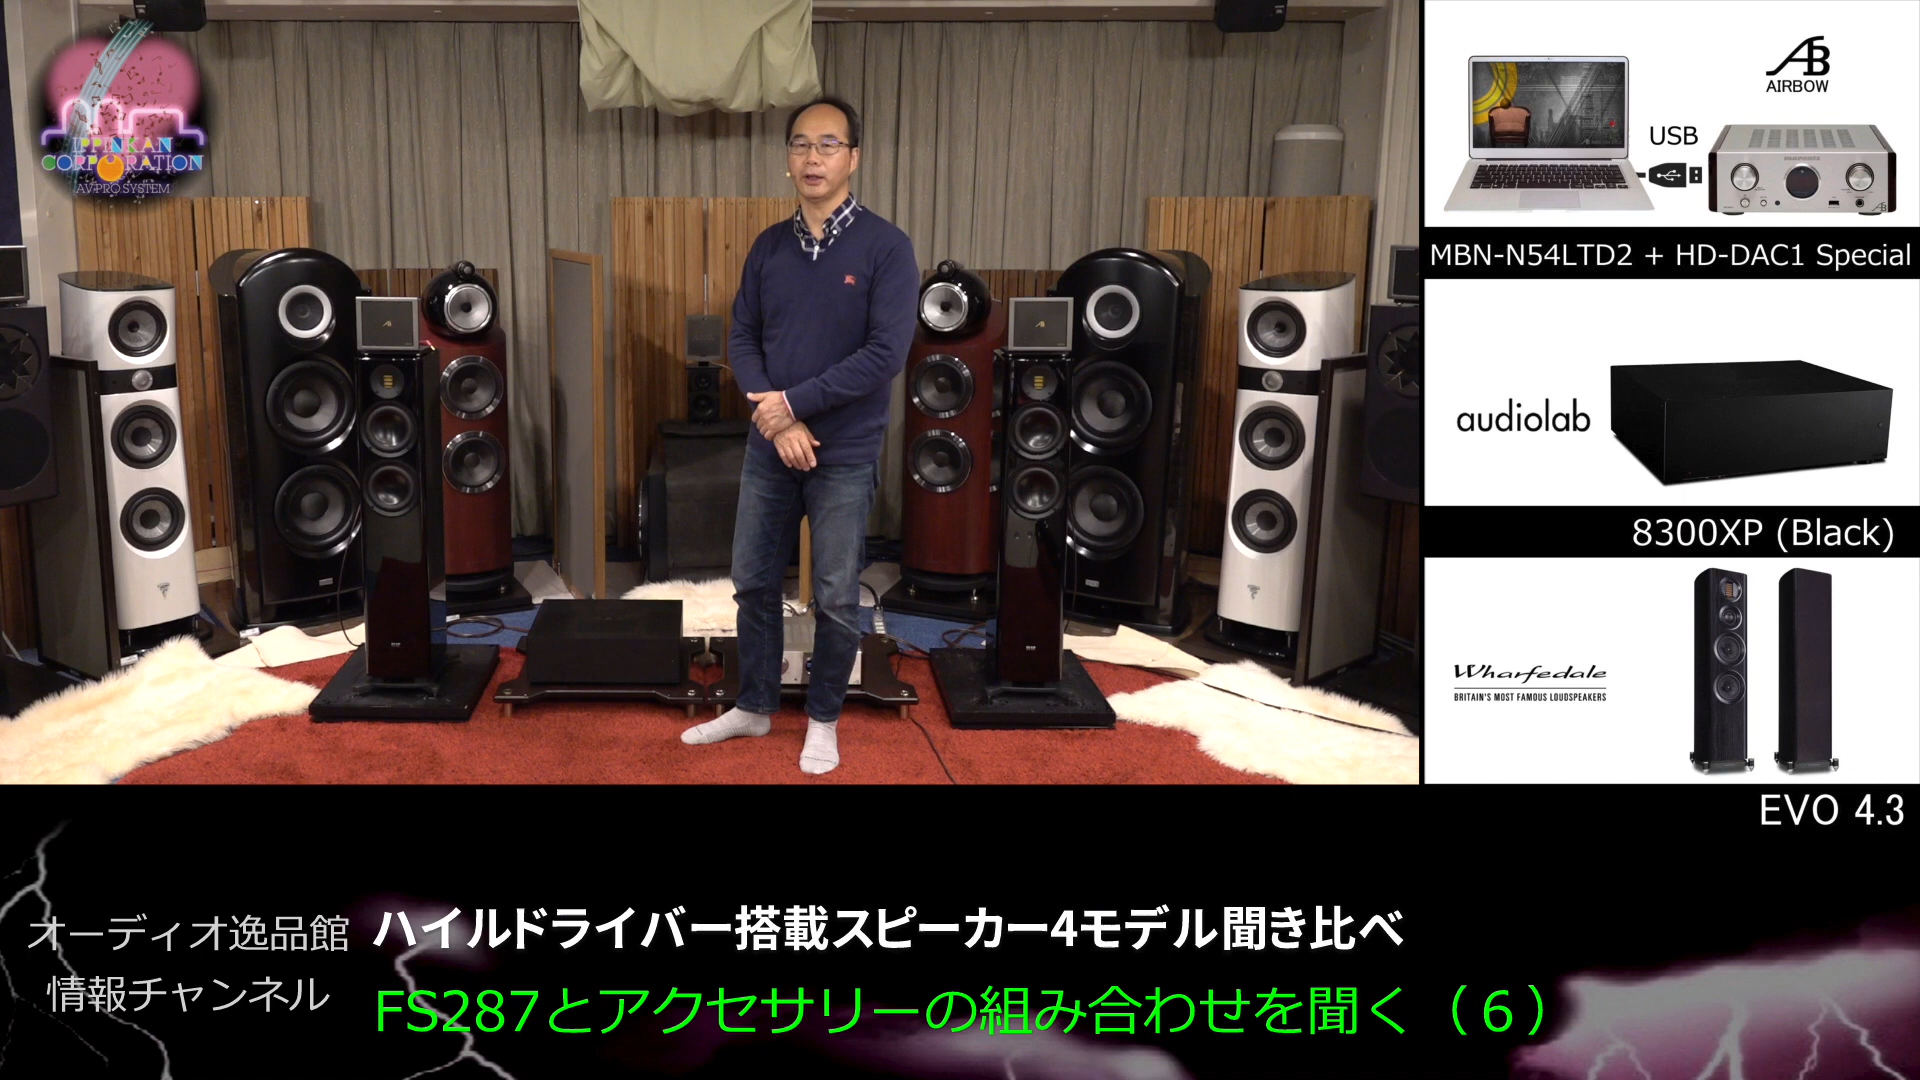 IPPINKAN
CORPORATION
AV PRO SYSTEM
AIRBOW
USB
marantz
MBN-N54LTD2 + HD-DAC1 Special
audiolab
8300XP (Black)
Wharfedale
BRITAIN'S MOST FAMOUS LOUDSPEAKERS
EVO 4.3
オーディオ逸品館
情報チャンネル
ハイルドライバー搭載スピーカー4モデル聞き比べ
FS287とアクセサリーの組み合わせを聞く（６）